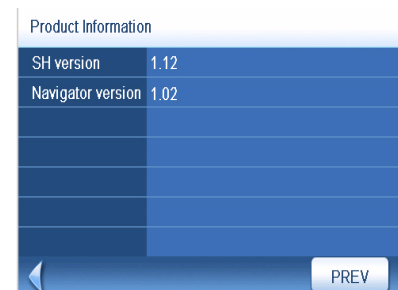 Product Information
SH version 1.12
Navigator version 1.02
PREV